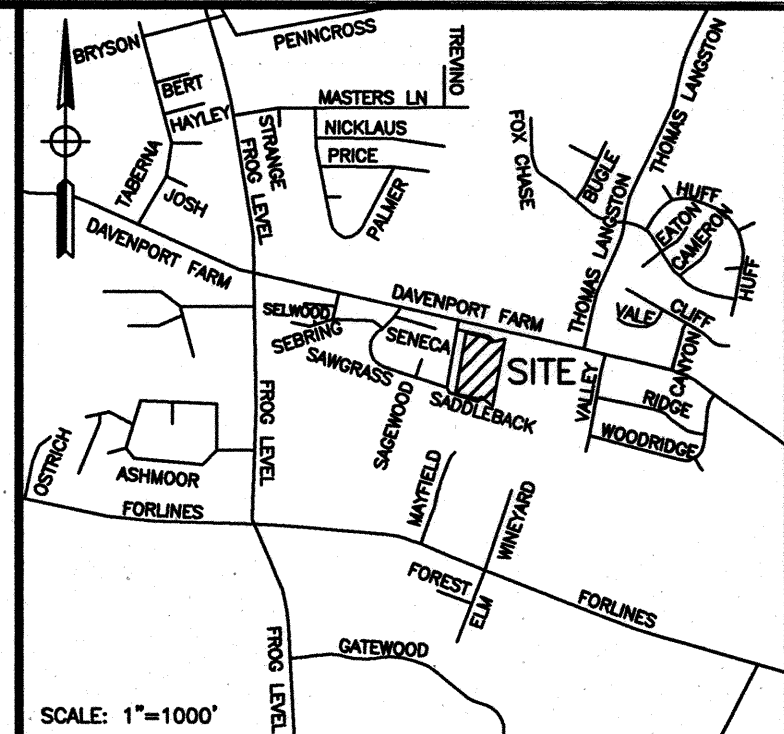 BRYSON
PENNCROSS
TREVINO
THOMAS LANGSTON
BERT
MASTERS LN
HAYLEY
STRANGE
NICKLAUS
FOX CHASE
FROG LEVEL
PRICE
BUGLE
TABERNA
JOSH
PALMER
HUFF
EATON
CAMERON
THOMAS LANGSTON
DAVENPORT FARM
HUFF
DAVENPORT FARM
SELWOOD
VALE
CLIFF
SEBRING
SENECA
SAWGRASS
SITE
CANYON
VALLEY
FROG LEVEL
SAGEWOOD
SADDLEBACK
RIDGE
WOODRIDGE
OSTRICH
ASHMOOR
MAYFIELD
WINEYARD
FORLINES
FOREST
ELM
FORLINES
FROG LEVEL
GATEWOOD
SCALE: 1"=1000'